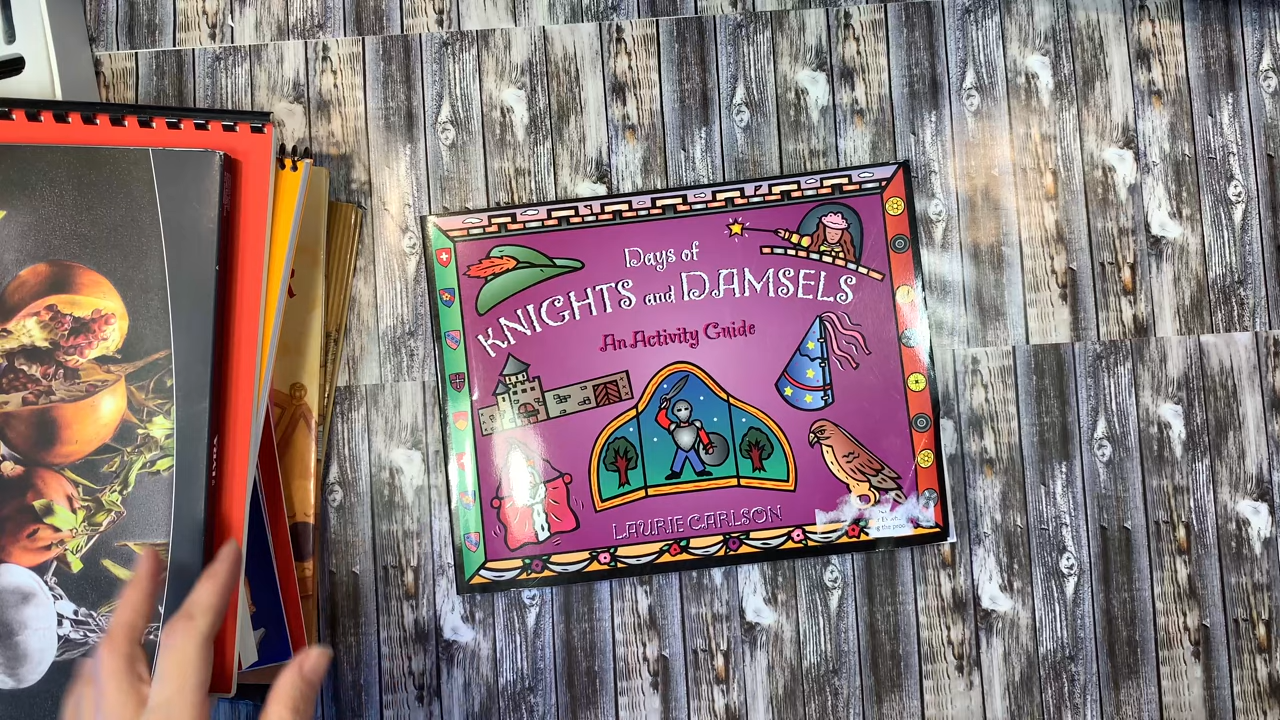 Days of
KNIGHTS and DAMSELS
An Activity Guide
LAURIE CARLSON